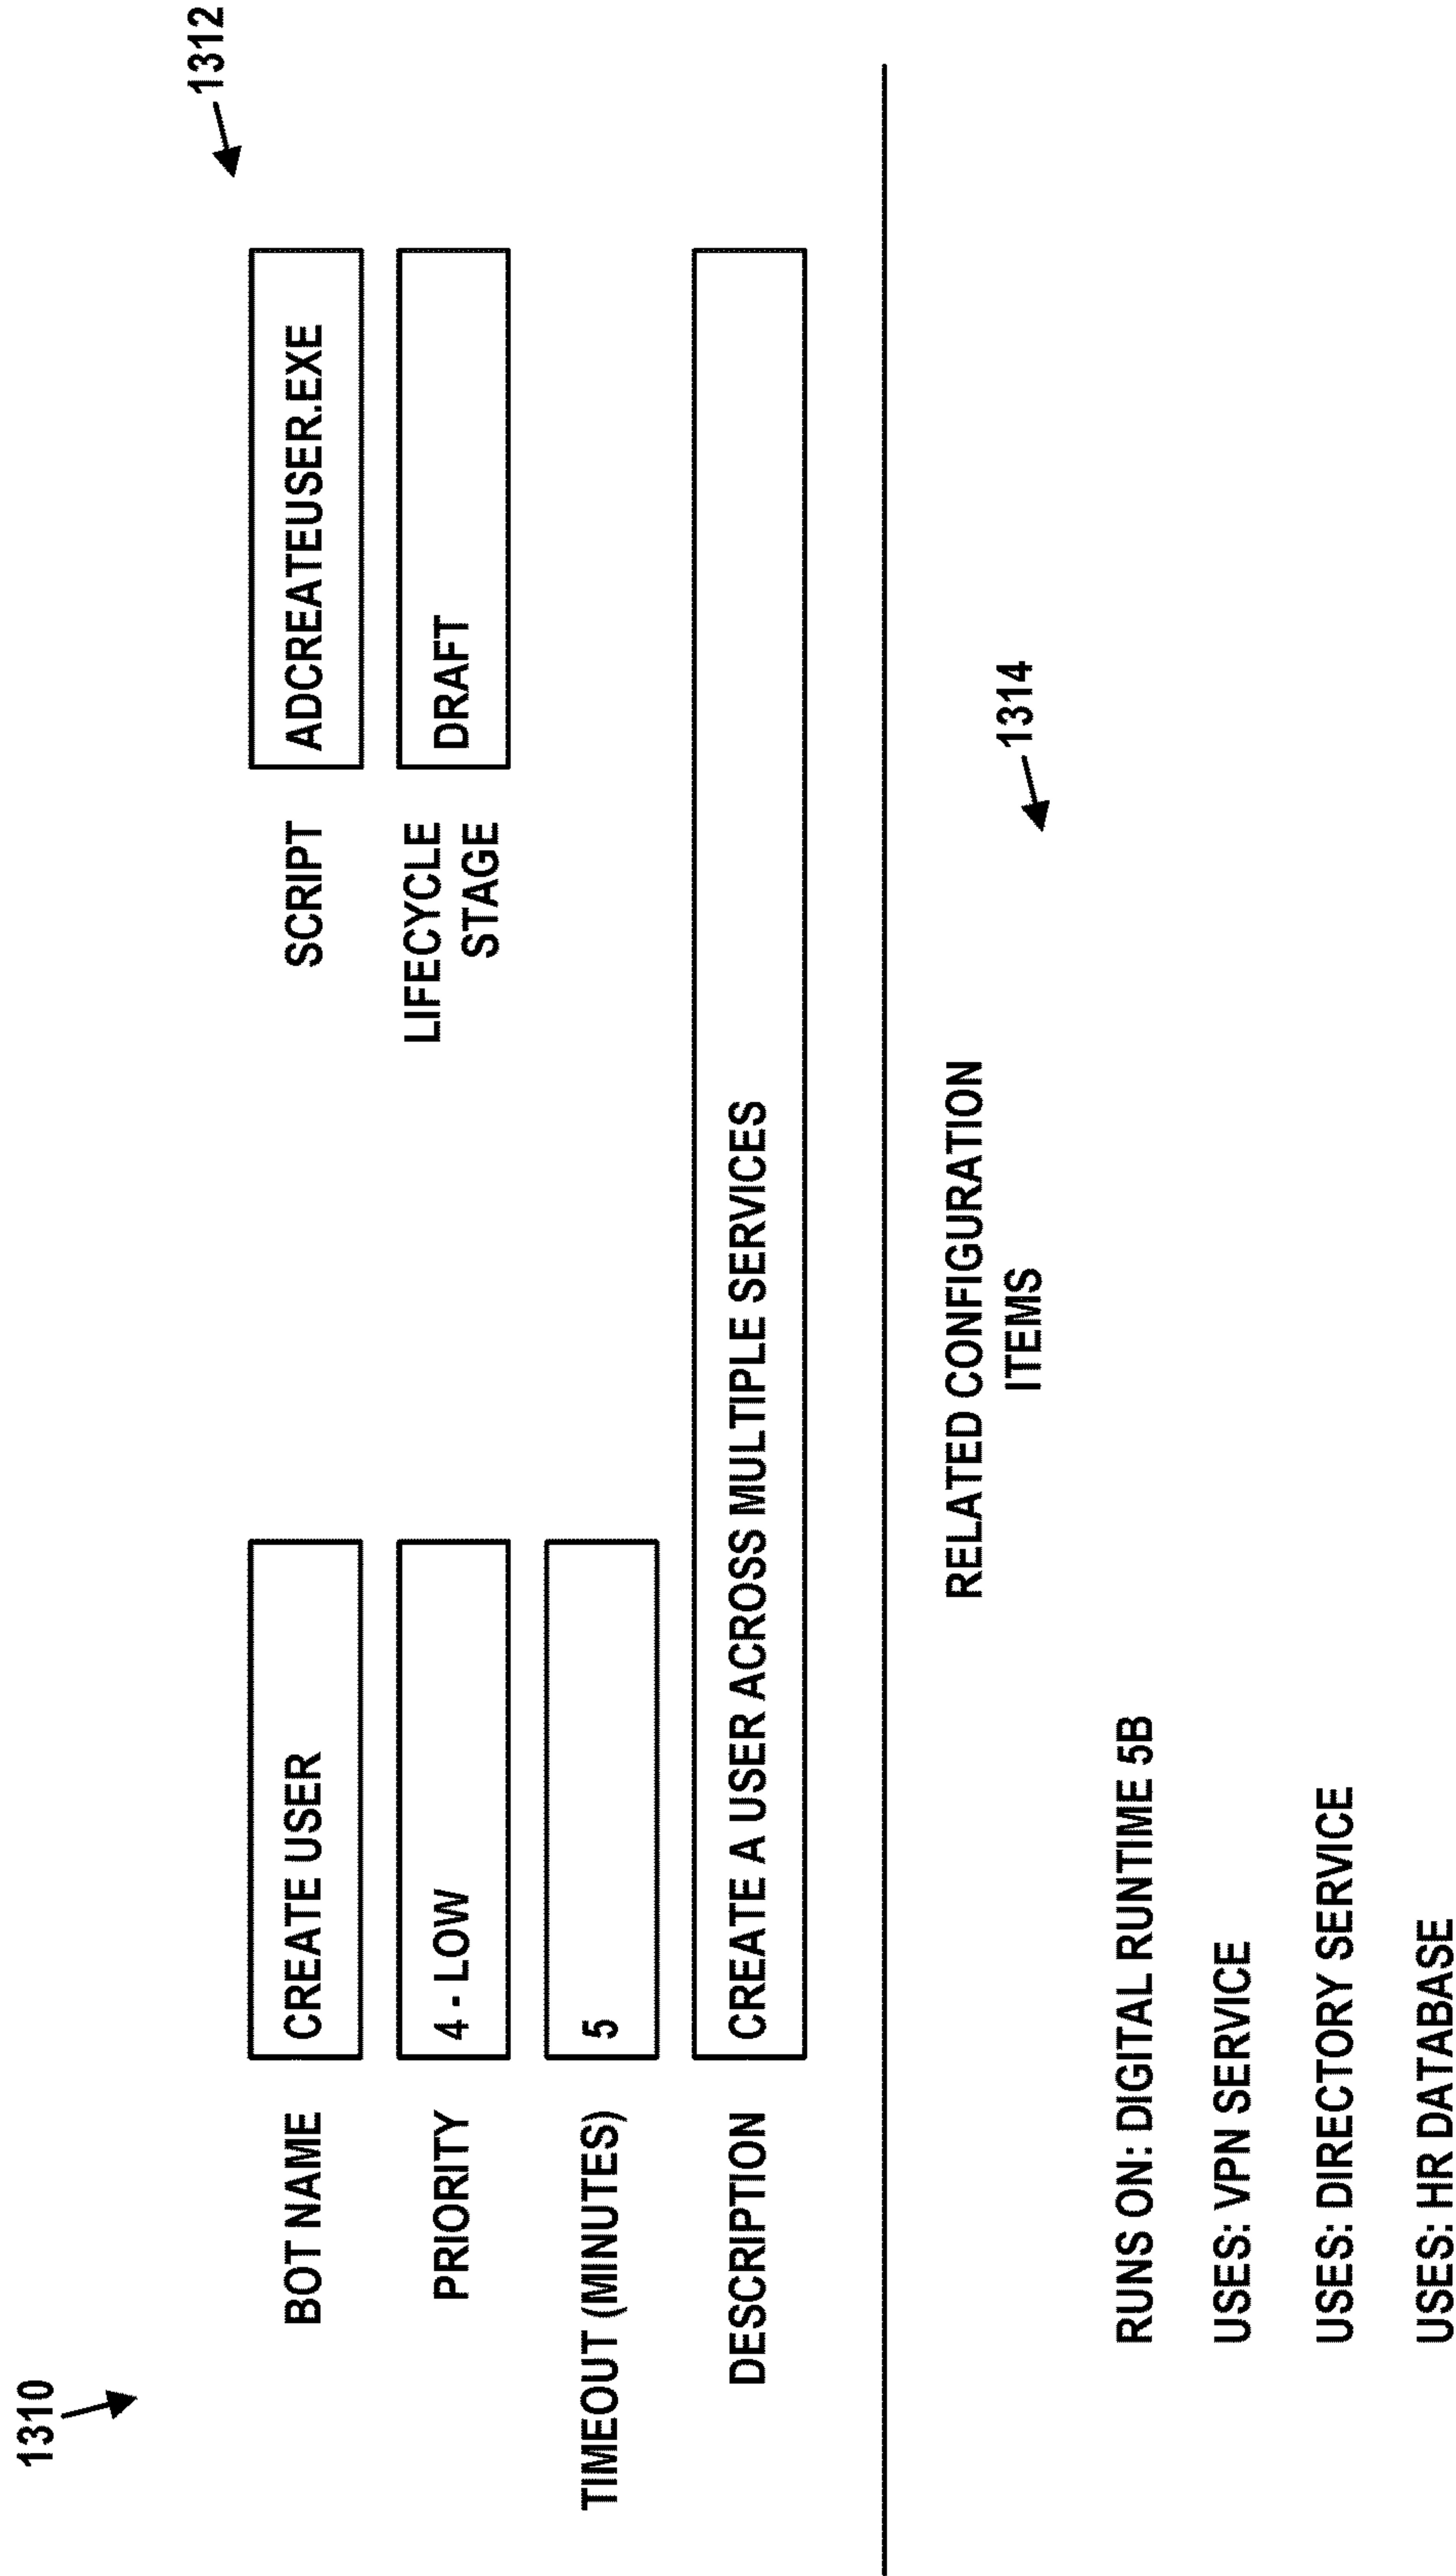 1310
1312
BOT NAME
CREATE USER
SCRIPT
ADCREATEUSER.EXE
PRIORITY
4 - LOW
LIFECYCLE
STAGE
DRAFT
TIMEOUT (MINUTES)
5
DESCRIPTION
CREATE A USER ACROSS MULTIPLE SERVICES
RELATED CONFIGURATION
ITEMS
1314
RUNS ON: DIGITAL RUNTIME 5B
USES: VPN SERVICE
USES: DIRECTORY SERVICE
USES: HR DATABASE